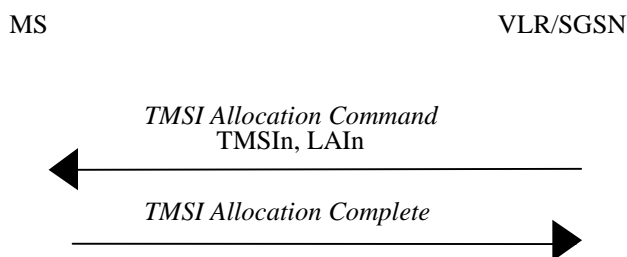 MS VLR/SGSN
TMSI Allocation Command
TMSIn, LAIn
TMSI Allocation Complete